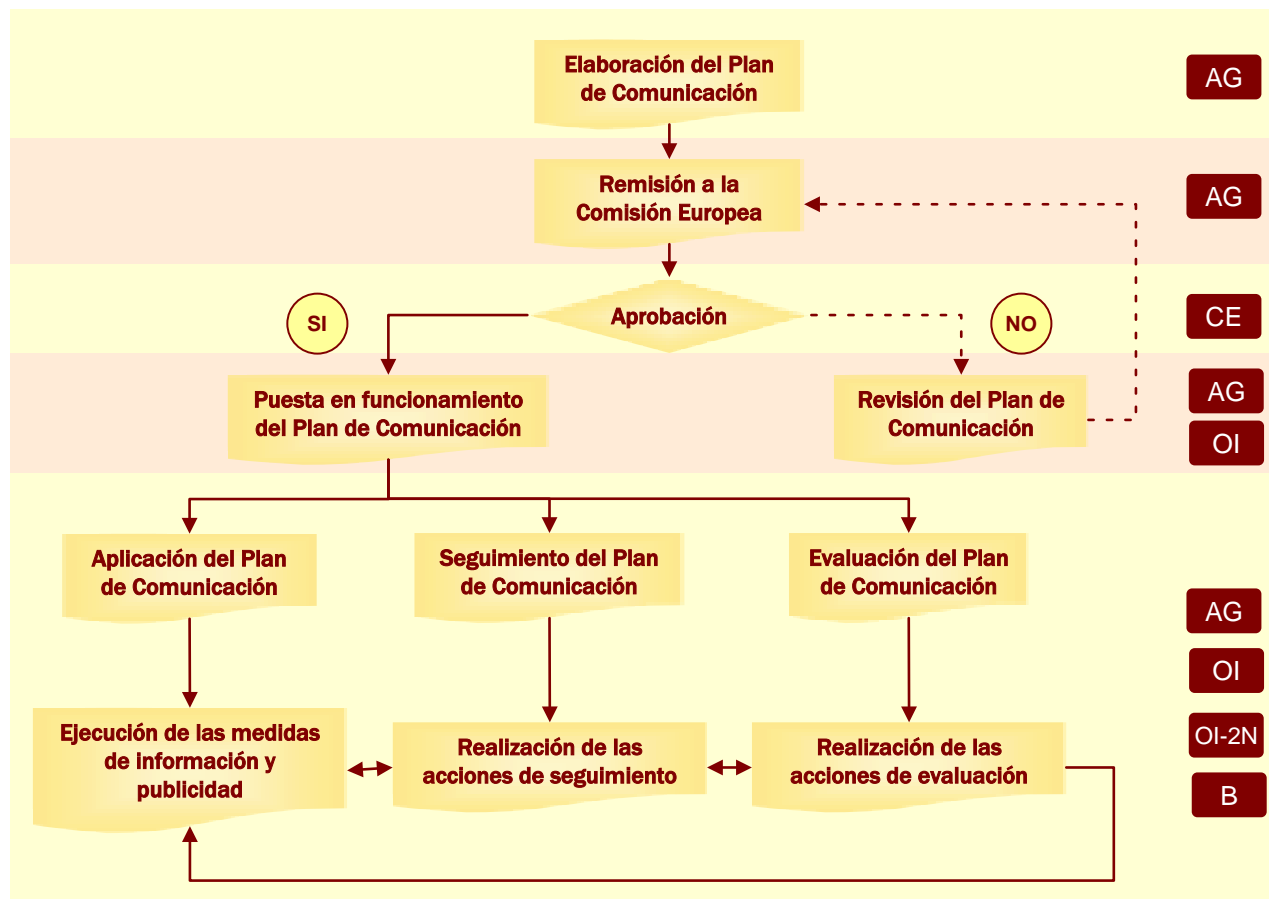 Elaboración del Plan
de Comunicación
AG
Remisión a la
Comisión Europea
AG
SI
Aprobación
NO
CE
Puesta en funcionamiento
del Plan de Comunicación
Revisión del Plan de
Comunicación
AG
OI
Aplicación del Plan
de Comunicación
Seguimiento del Plan
de Comunicación
Evaluación del Plan
de Comunicación
AG
OI
Ejecución de las medidas
de información y
publicidad
Realización de las
acciones de seguimiento
Realización de las
acciones de evaluación
OI-2N
B